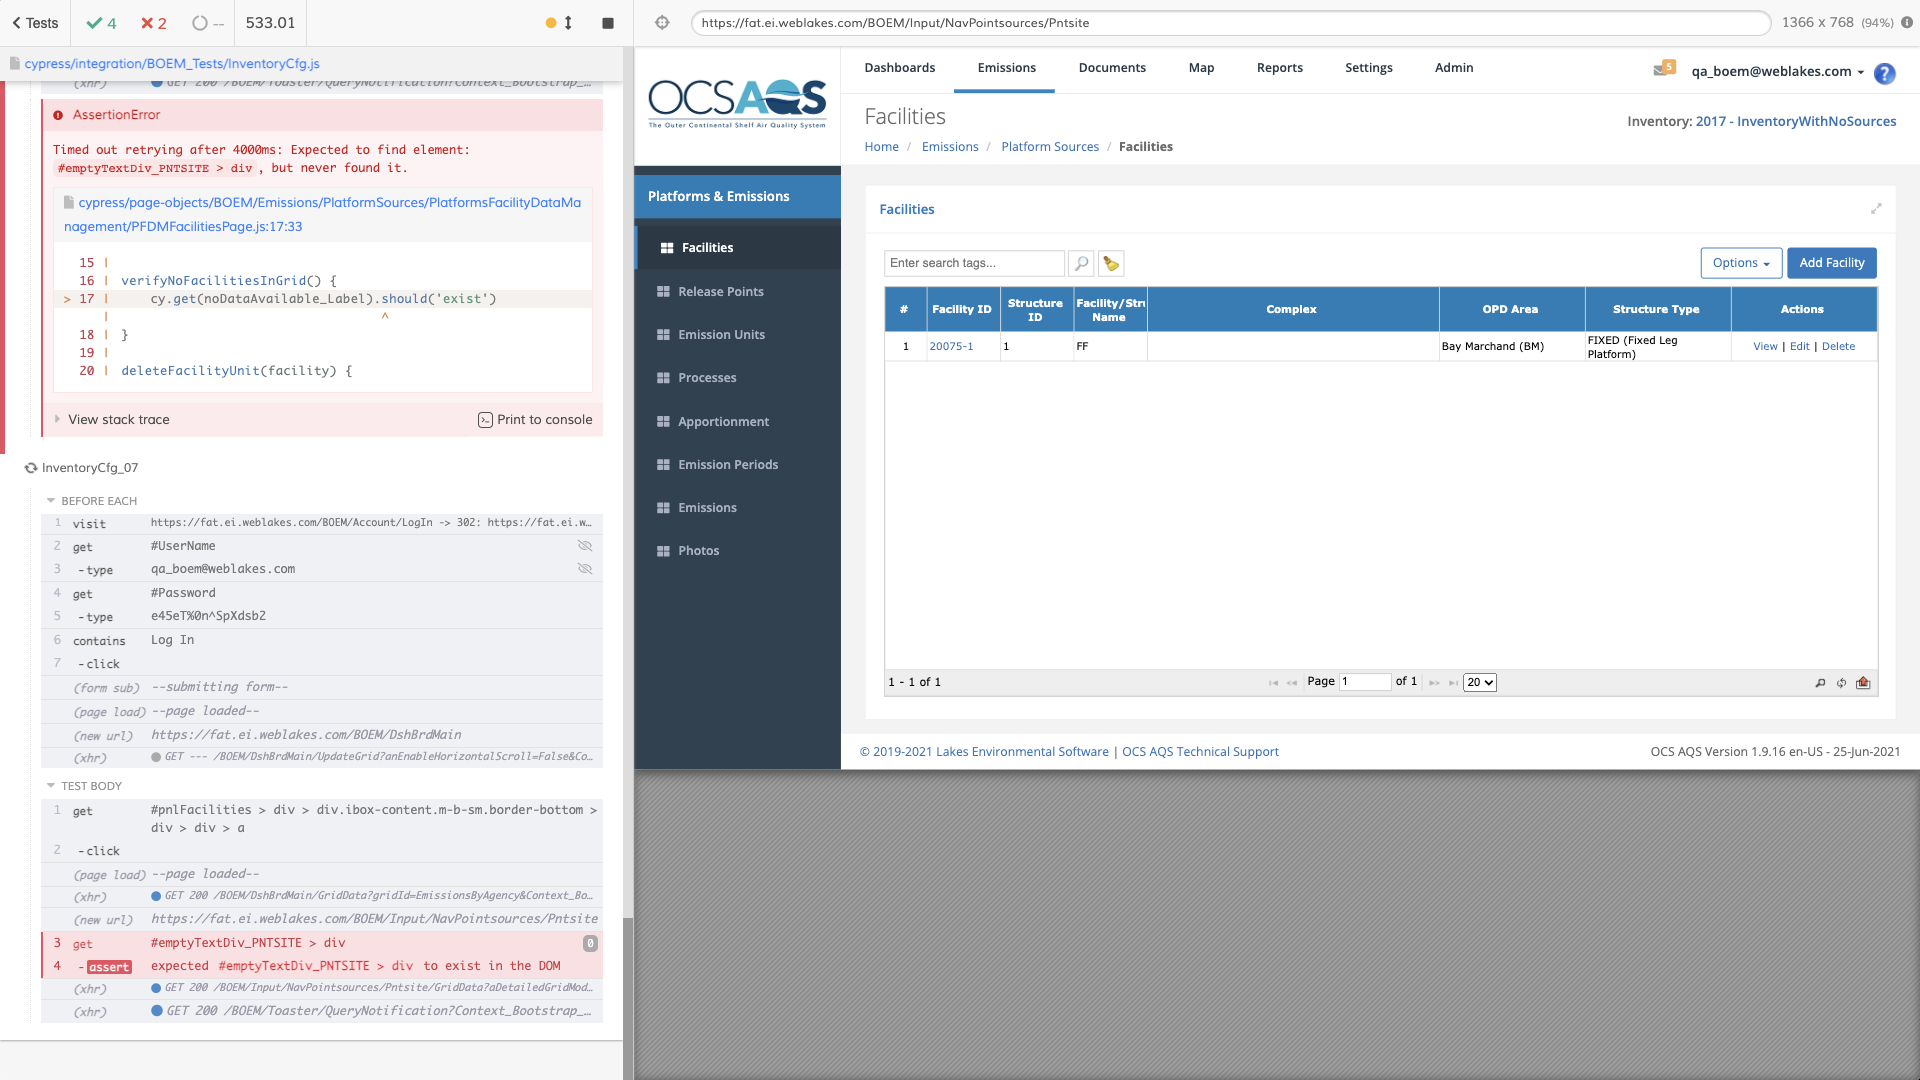 Tests
4
2
--
533.01
cypress/integration/BOEM_Tests/InventoryCfg.js
(xhr) GET 200 /BOEM/Toaster/QueryNotification?Context_Bootstrap_...
AssertionError
Timed out retrying after 4000ms: Expected to find element:
#emptyTextDiv_PNTSITE > div , but never found it.
cypress/page-objects/BOEM/Emissions/PlatformSources/PlatformsFacilityDataMa
nagement/PFDMFacilitiesPage.js:17:33
15 |
16 | verifyNoFacilitiesInGrid() {
> 17 | cy.get(noDataAvailable_Label).should('exist')
| ^
18 | }
19 |
20 | deleteFacilityUnit(facility) {
View stack trace
Print to console
InventoryCfg_07
BEFORE EACH
1 visit https://fat.ei.weblakes.com/BOEM/Account/LogIn -> 302: https://fat.ei.w...
2 get #UserName
3 -type qa_boem@weblakes.com
4 get #Password
5 -type e45eT%0n^SpXdsb2
6 contains Log In
7 -click
(form sub) --submitting form--
(page load) --page loaded--
(new url) https://fat.ei.weblakes.com/BOEM/DshBrdMain
(xhr) GET --- /BOEM/DshBrdMain/UpdateGrid?anEnableHorizontalScroll=False&Co...
TEST BODY
1 get #pnlFacilities > div > div.ibox-content.m-b-sm.border-bottom >
div > div > a
2 -click
(page load) --page loaded--
(xhr) GET 200 /BOEM/DshBrdMain/GridData?gridId=EmissionsByAgency&Context_Bo...
(new url) https://fat.ei.weblakes.com/BOEM/Input/NavPointsources/Pntsite
3 get #emptyTextDiv_PNTSITE > div 0
4 -assert expected #emptyTextDiv_PNTSITE > div to exist in the DOM
(xhr) GET 200 /BOEM/Input/NavPointsources/Pntsite/GridData?aDetailedGridMod...
(xhr) GET 200 /BOEM/Toaster/QueryNotification?Context_Bootstrap_...
https://fat.ei.weblakes.com/BOEM/Input/NavPointsources/Pntsite
1366 x 768 (94%)
OCSAQS
The Outer Continental Shelf Air Quality System
Dashboards Emissions Documents Map Reports Settings Admin
5
qa_boem@weblakes.com
?
Facilities
Home / Emissions / Platform Sources / Facilities
Inventory: 2017 - InventoryWithNoSources
Platforms & Emissions
Facilities
Release Points
Emission Units
Processes
Apportionment
Emission Periods
Emissions
Photos
Facilities
Enter search tags...
Options
Add Facility
# Facility ID Structure ID Facility/Stru Name Complex OPD Area Structure Type Actions
1 20075-1 1 FF Bay Marchand (BM) FIXED (Fixed Leg Platform) View | Edit | Delete
1 - 1 of 1
Page 1 of 1
20
© 2019-2021 Lakes Environmental Software | OCS AQS Technical Support
OCS AQS Version 1.9.16 en-US - 25-Jun-2021